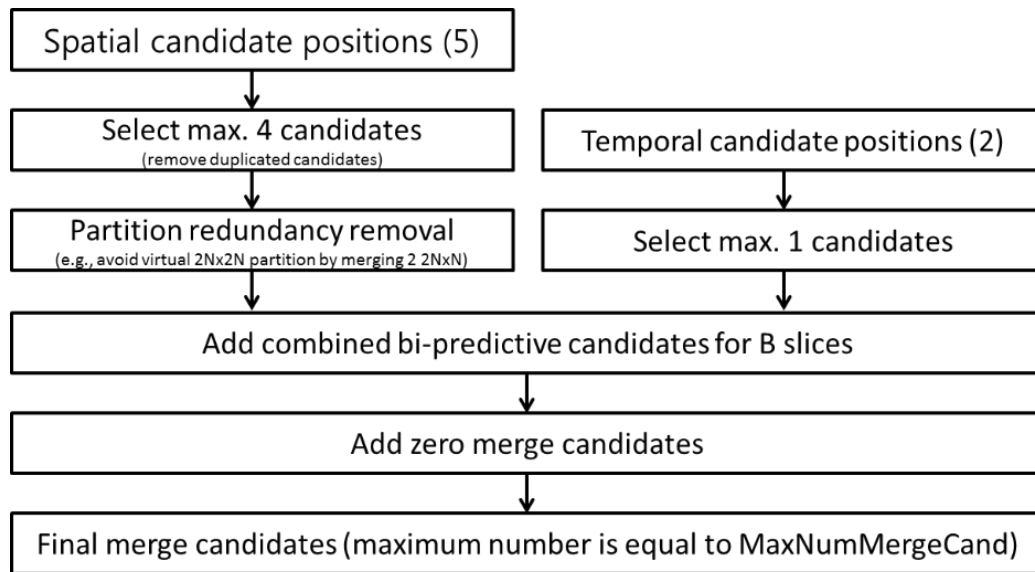 Spatial candidate positions (5)
Select max. 4 candidates
(remove duplicated candidates)
Temporal candidate positions (2)
Partition redundancy removal
(e.g., avoid virtual 2Nx2N partition by merging 2 2NxN)
Select max. 1 candidates
Add combined bi-predictive candidates for B slices
Add zero merge candidates
Final merge candidates (maximum number is equal to MaxNumMergeCand)